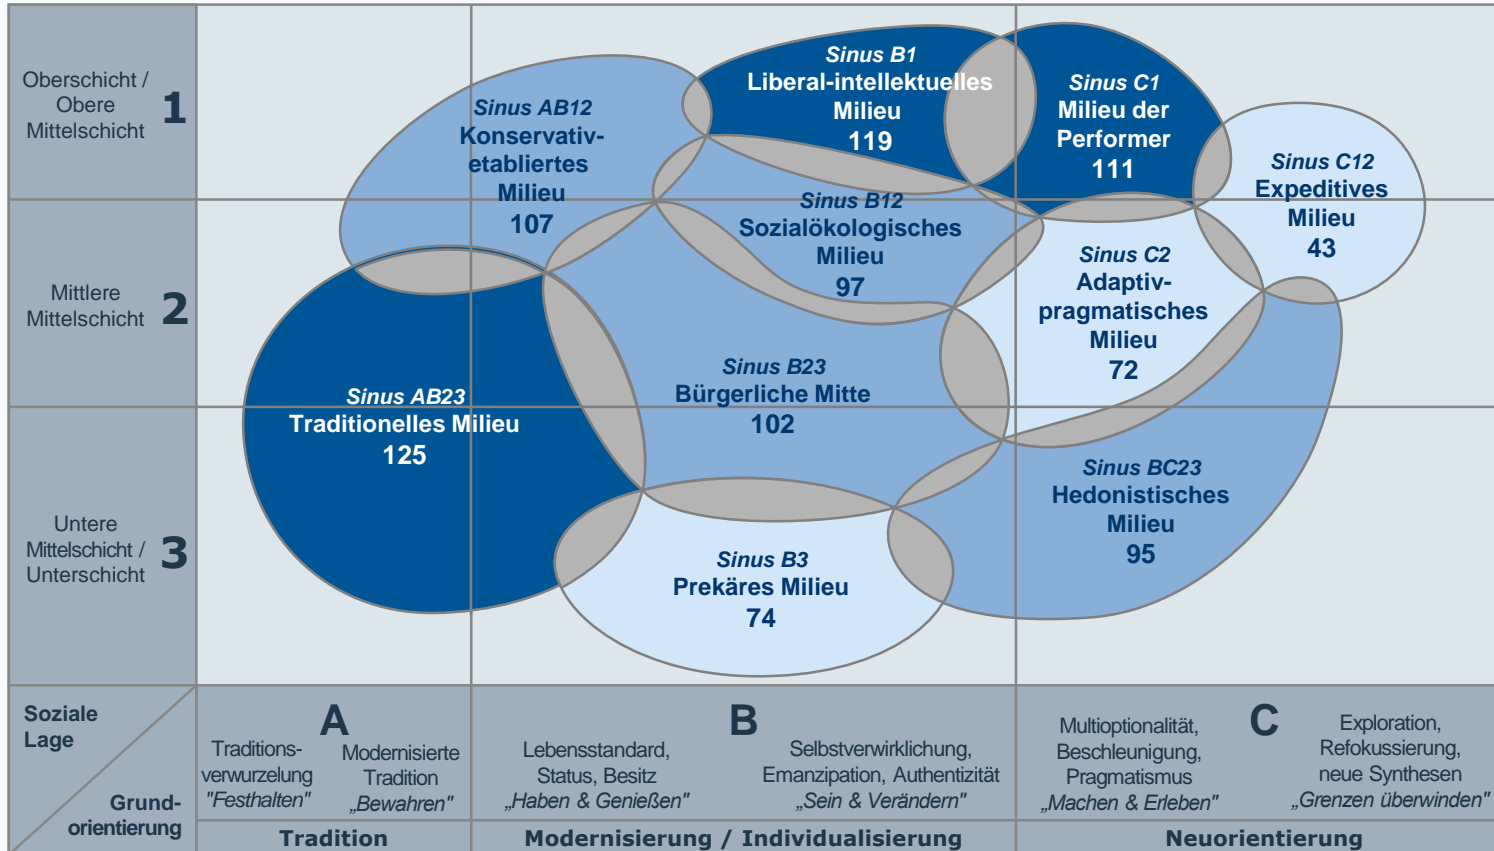 Oberschicht /
Obere
Mittelschicht
1
Mittlere
Mittelschicht
2
Untere
Mittelschicht /
Unterschicht
3
Sinus AB12
Konservativ-
etabliertes
Milieu
107
Sinus B1
Liberal-intellektuelles
Milieu
119
Sinus C1
Milieu der
Performer
111
Sinus C12
Expeditives
Milieu
43
Sinus B12
Sozialökologisches
Milieu
97
Sinus C2
Adaptiv-
pragmatisches
Milieu
72
Sinus AB23
Traditionelles Milieu
125
Sinus B23
Bürgerliche Mitte
102
Sinus BC23
Hedonistisches
Milieu
95
Sinus B3
Prekäres Milieu
74
Soziale
Lage
Grund-
orientierung
A
Traditions-
verwurzelung
"Festhalten"
Modernisierte
Tradition
„Bewahren"
B
Lebensstandard,
Status, Besitz
„Haben & Genießen"
Selbstverwirklichung,
Emanzipation, Authentizität
„Sein & Verändern"
C
Multioptionalität,
Beschleunigung,
Pragmatismus
„Machen & Erleben"
Exploration,
Refokussierung,
neue Synthesen
„Grenzen überwinden"
Tradition
Modernisierung / Individualisierung
Neuorientierung